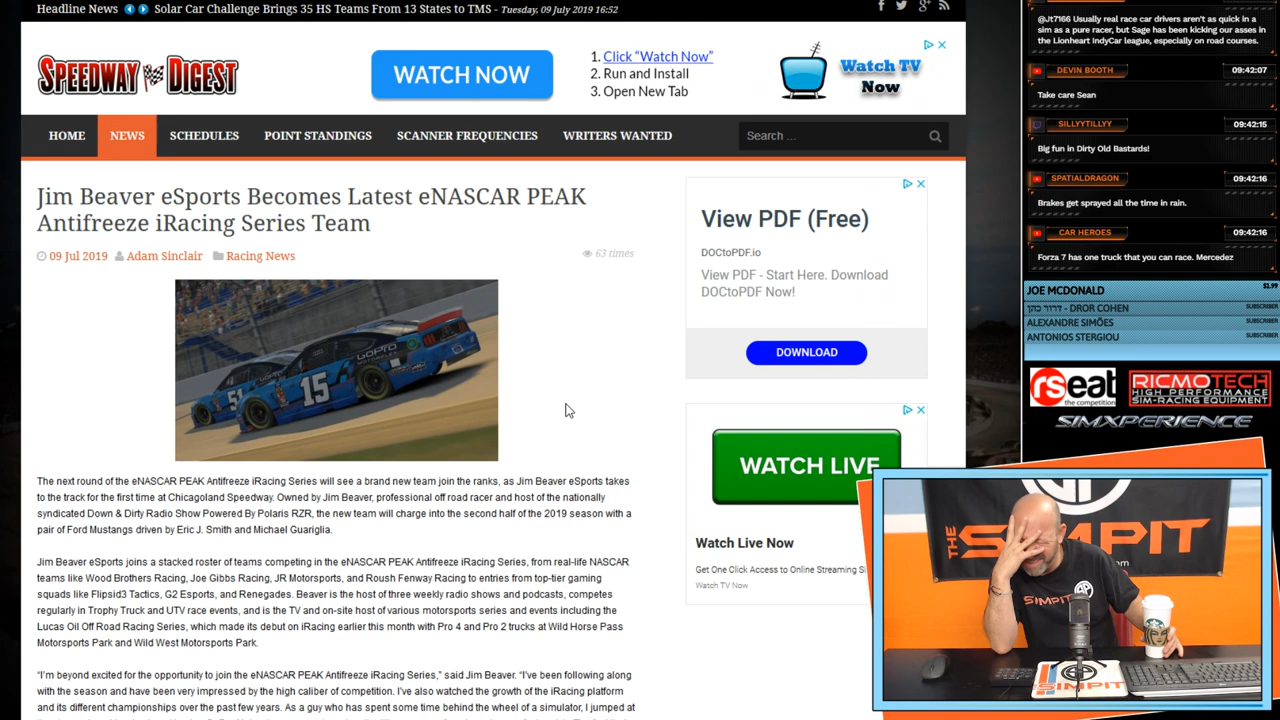 Headline News Solar Car Challenge Brings 35 HS Teams From 13 States to TMS - Tuesday, 09 July 2019 16:52
SPEEDWAY DIGEST
WATCH NOW
1. Click “Watch Now”
2. Run and Install
3. Open New Tab
Watch TV
Now
HOME NEWS SCHEDULES POINT STANDINGS SCANNER FREQUENCIES WRITERS WANTED Search ...
Jim Beaver eSports Becomes Latest eNASCAR PEAK
Antifreeze iRacing Series Team
09 Jul 2019 Adam Sinclair Racing News 63 times
GoPro
51 15
The next round of the eNASCAR PEAK Antifreeze iRacing Series will see a brand new team join the ranks, as Jim Beaver eSports takes
to the track for the first time at Chicagoland Speedway. Owned by Jim Beaver, professional off road racer and host of the nationally
syndicated Down & Dirty Radio Show Powered By Polaris RZR, the new team will charge into the second half of the 2019 season with a
pair of Ford Mustangs driven by Eric J. Smith and Michael Guariglia.
Jim Beaver eSports joins a stacked roster of teams competing in the eNASCAR PEAK Antifreeze iRacing Series, from real-life NASCAR
teams like Wood Brothers Racing, Joe Gibbs Racing, JR Motorsports, and Roush Fenway Racing to entries from top-tier gaming
squads like Flipsid3 Tactics, G2 Esports, and Renegades. Beaver is the host of three weekly radio shows and podcasts, competes
regularly in Trophy Truck and UTV race events, and is the TV and on-site host of various motorsports series and events including the
Lucas Oil Off Road Racing Series, which made its debut on iRacing earlier this month with Pro 4 and Pro 2 trucks at Wild Horse Pass
Motorsports Park and Wild West Motorsports Park.
“I'm beyond excited for the opportunity to join the eNASCAR PEAK Antifreeze iRacing Series,” said Jim Beaver. “I've been following along
with the season and have been very impressed by the high caliber of competition. I've also watched the growth of the iRacing platform
and its different championships over the past few years. As a guy who has spent some time behind the wheel of a simulator, I jumped at
View PDF (Free)
DOCtoPDF.io
View PDF - Start Here. Download
DOCtoPDF Now!
DOWNLOAD
WATCH LIVE
Watch Live Now
Get One Click Access to Online Streaming S
Watch TV Now
@Jt7166 Usually real race car drivers aren't as quick in a
sim as a pure racer, but Sage has been kicking our asses in
the Lionheart IndyCar league, especially on road courses.
DEVIN BOOTH 09:42:07
Take care Sean
SILLYTILLYY 09:42:15
Big fun in Dirty Old Bastards!
SPATIALDRAGON 09:42:16
Brakes get sprayed all the time in rain.
CAR HEROES 09:42:16
Forza 7 has one truck that you can race. Mercedez
JOE MCDONALD $1.99
דרור כהן - DROR COHEN SUBSCRIBER
ALEXANDRE SIMÕES SUBSCRIBER
ANTONIOS STERGIOU SUBSCRIBER
rseat
the competition
RICMOTECH
HIGH PERFORMANCE
SIM-RACING EQUIPMENT
SIMXPERIENCE
THE SIMPIT
.com
SIMPIT
SIMPIT